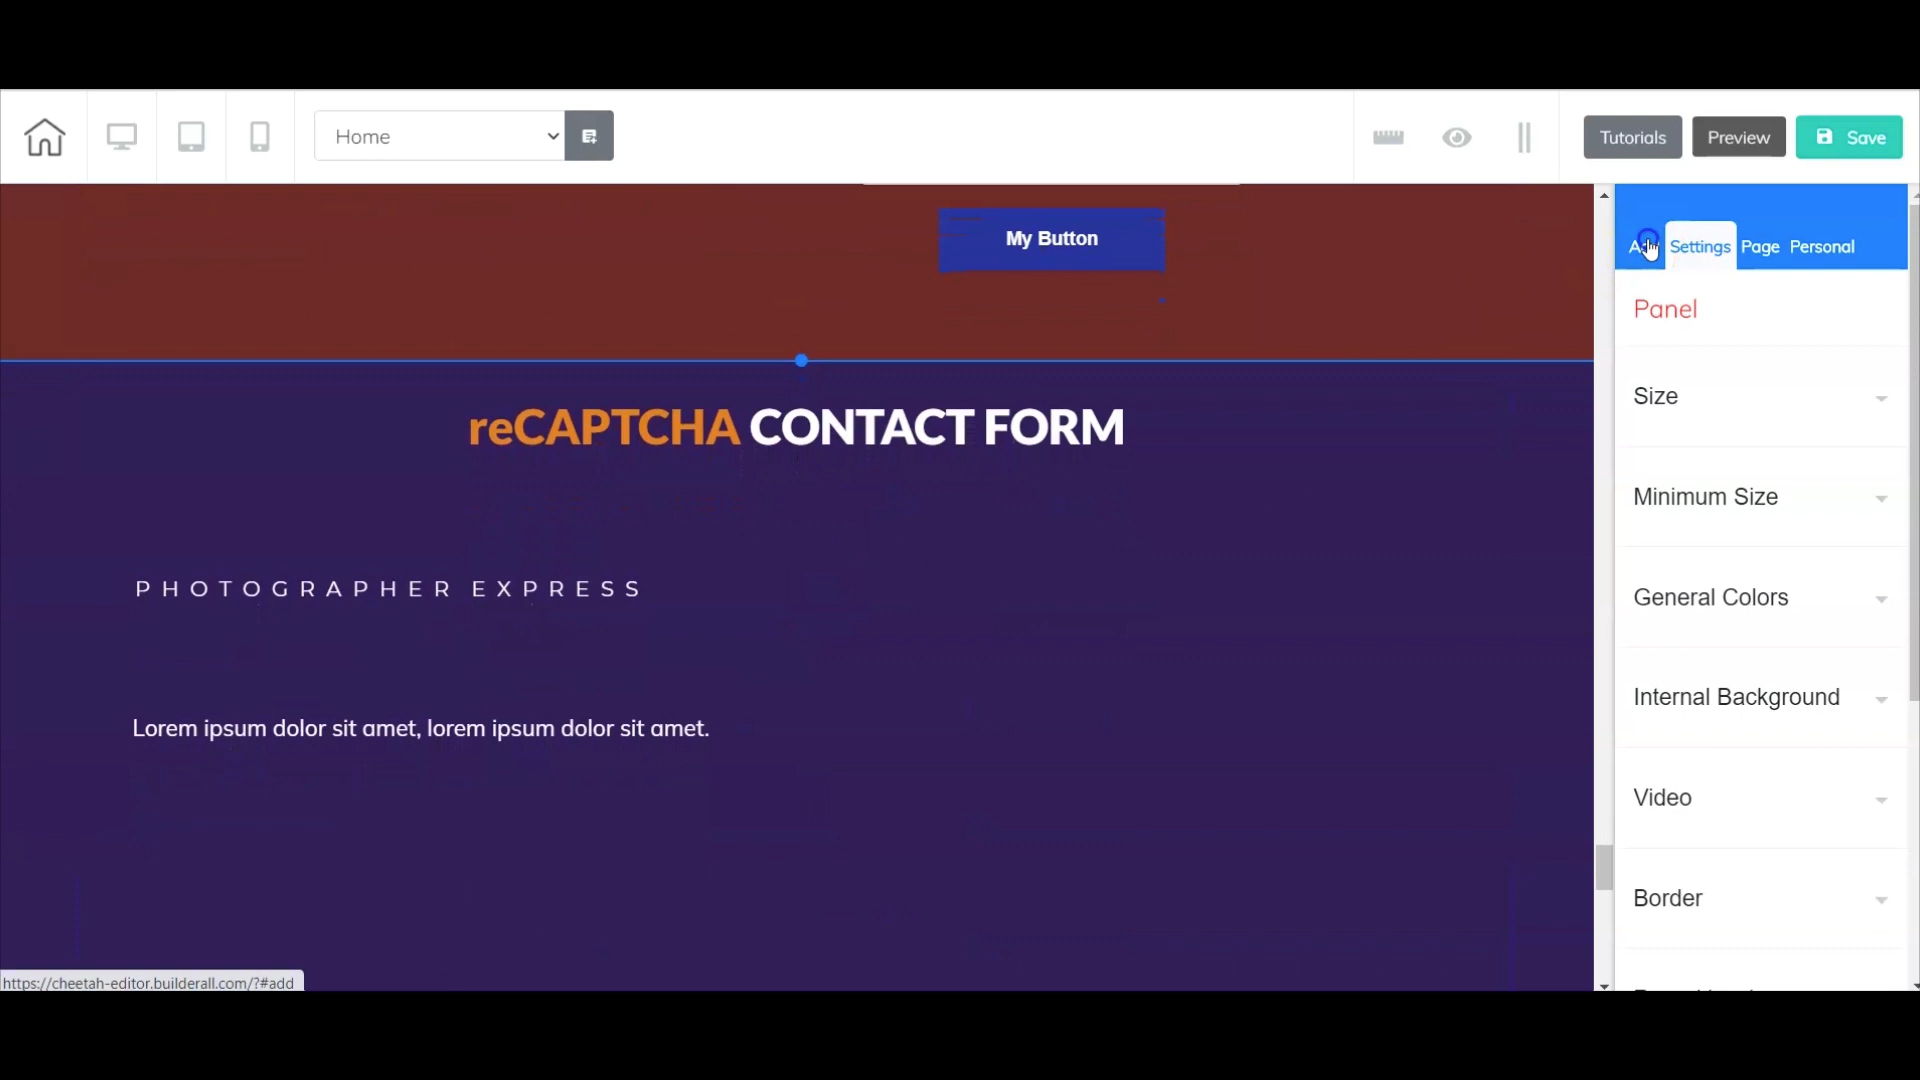 Home
Tutorials
Preview
Save
My Button
Settings
Page
Personal
Panel
Size
reCAPTCHA CONTACT FORM
Minimum Size
PHOTOGRAPHER EXPRESS
General Colors
Internal Background
Lorem ipsum dolor sit amet, lorem ipsum dolor sit amet.
Video
Border
https://cheetah-editor.builderall.com/?#add